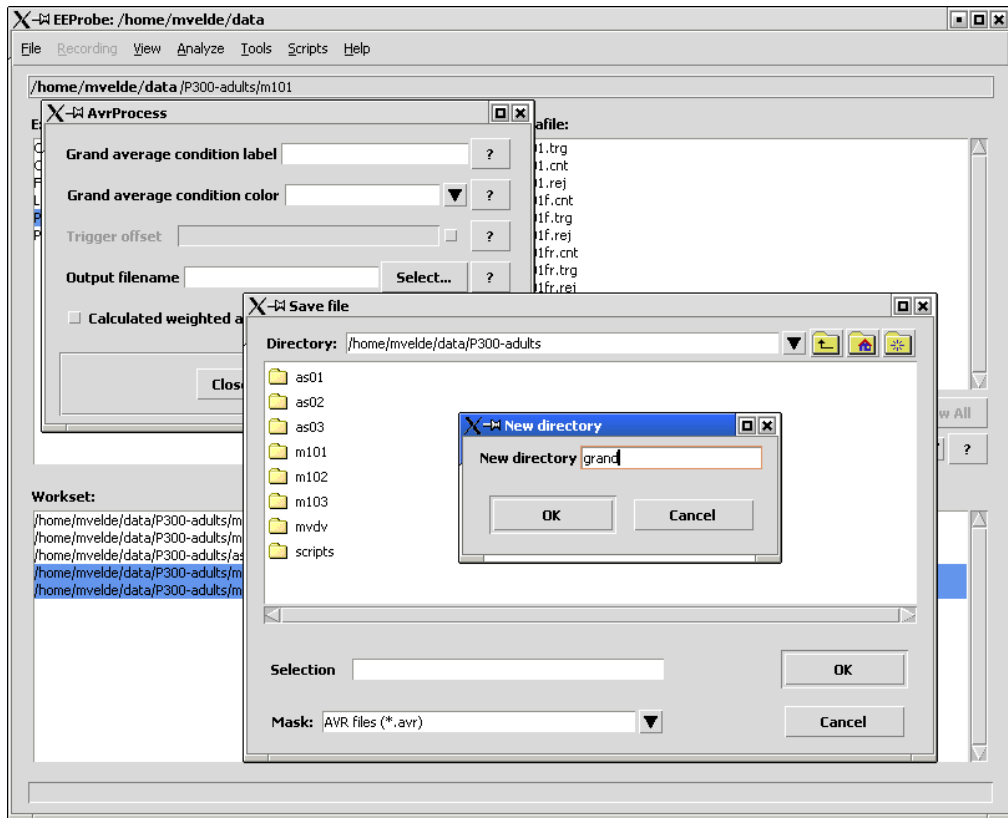 EEProbe: /home/mvelde/data
File Recording View Analyze Tools Scripts Help
/home/mvelde/data /P300-adults/m101
AvrProcess
afile:
Grand average condition label ?
Grand average condition color ?
Trigger offset ?
Output filename Select... ?
Calculated weighted a
Clos
1.trg
1.cnt
1.rej
1f.cnt
1f.trg
1f.rej
1fr.cnt
1fr.trg
1fr.rej
w All
?
Save file
Directory: /home/mvelde/data/P300-adults
as01
as02
as03
m101
m102
m103
mvdv
scripts
New directory
New directory grand
OK Cancel
Selection
OK
Mask: AVR files (*.avr)
Cancel
Workset:
/home/mvelde/data/P300-adults/m
/home/mvelde/data/P300-adults/m
/home/mvelde/data/P300-adults/as
/home/mvelde/data/P300-adults/m
/home/mvelde/data/P300-adults/m